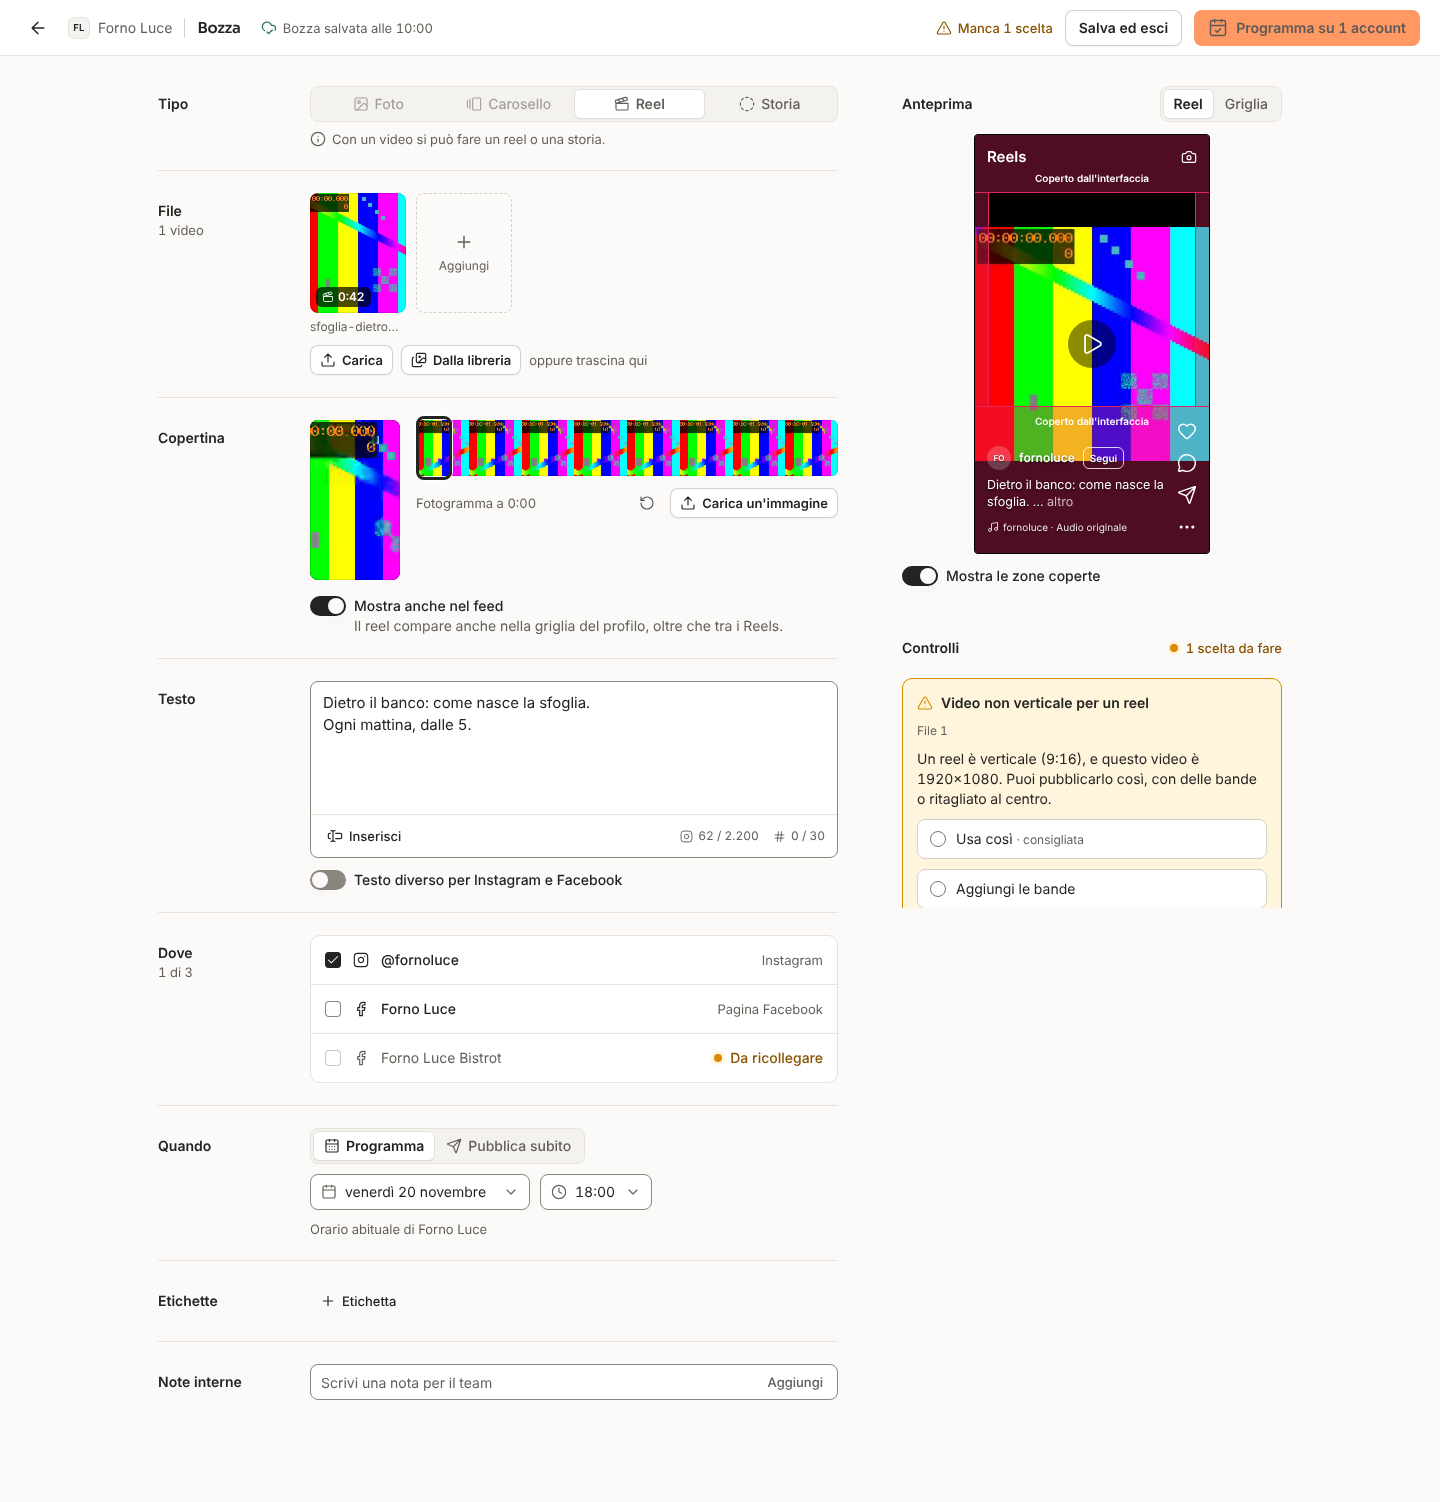 FL Forno Luce Bozza Bozza salvata alle 10:00 Manca 1 scelta Salva ed esci Programma su 1 account
Tipo
Foto Carosello Reel Storia
Con un video si può fare un reel o una storia.
File
1 video
00:00:00.000
0
0:42
Aggiungi
sfoglia-dietro...
Carica Dalla libreria oppure trascina qui
Copertina
Fotogramma a 0:00 Carica un'immagine
Mostra anche nel feed
Il reel compare anche nella griglia del profilo, oltre che tra i Reels.
Testo
Dietro il banco: come nasce la sfoglia.
Ogni mattina, dalle 5.
Inserisci 62 / 2.200 0 / 30
Testo diverso per Instagram e Facebook
Dove
1 di 3
@fornoluce Instagram
Forno Luce Pagina Facebook
Forno Luce Bistrot Da ricollegare
Quando
Programma Pubblica subito
venerdì 20 novembre 18:00
Orario abituale di Forno Luce
Etichette
Etichetta
Note interne
Scrivi una nota per il team Aggiungi
Anteprima Reel Griglia
Reels
Coperto dall'interfaccia
00:00:00.000
0
Coperto dall'interfaccia
FO fornoluce Segui
Dietro il banco: come nasce la
sfoglia. ... altro
fornoluce · Audio originale
Mostra le zone coperte
Controlli 1 scelta da fare
Video non verticale per un reel
File 1
Un reel è verticale (9:16), e questo video è
1920×1080. Puoi pubblicarlo così, con delle bande
o ritagliato al centro.
Usa così · consigliata
Aggiungi le bande